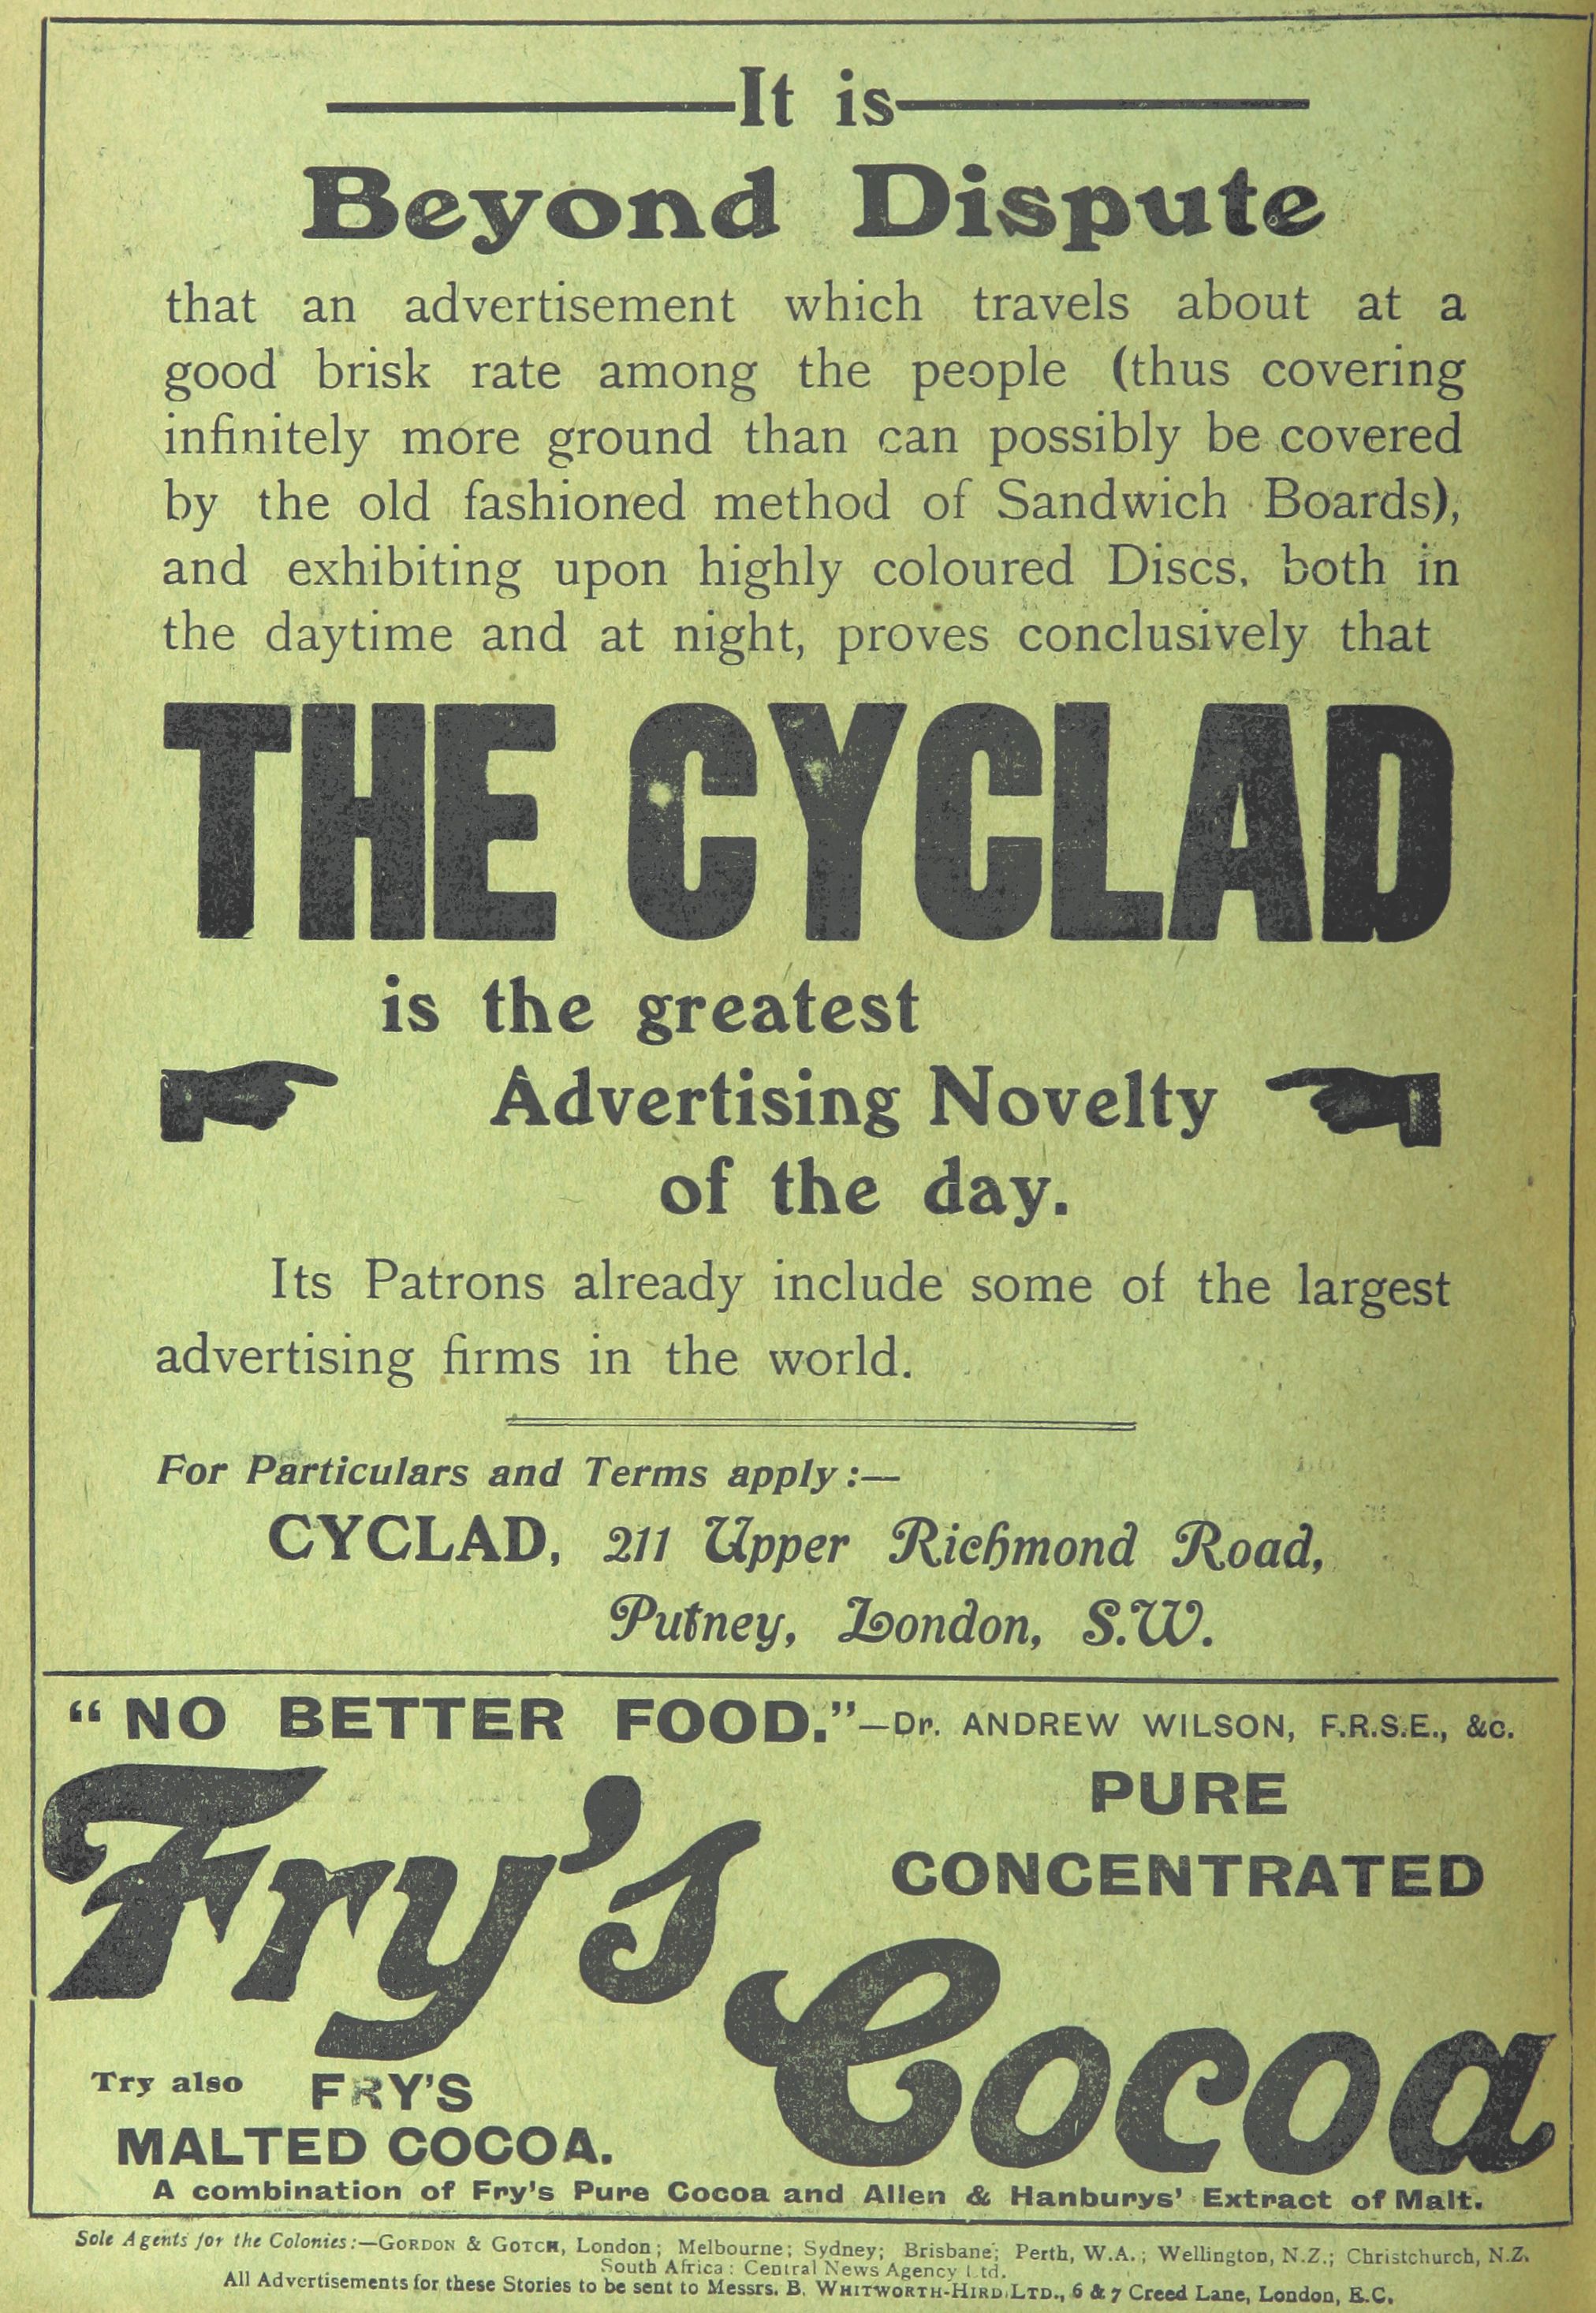 It is
Beyond Dispute
that an advertisement which travels about at a
good brisk rate among the people (thus covering
infinitely more ground than can possibly be covered
by the old fashioned method of Sandwich Boards),
and exhibiting upon highly coloured Discs, both in
the daytime and at night, proves conclusively that
THE CYCLAD
is the greatest
Advertising Novelty
of the day.
Its Patrons already include some of the largest
advertising firms in the world.
For Particulars and Terms apply:—
CYCLAD, 211 Upper Richmond Road,
Putney, London, S.W.
"NO BETTER FOOD."—Dr. ANDREW WILSON, F.R.S.E., &c.
Fry's
PURE
CONCENTRATED
Cocoa
Try also FRY'S
MALTED COCOA.
A combination of Fry's Pure Cocoa and Allen & Hanburys' Extract of Malt.
Sole Agents for the Colonies:—GORDON & GOTCH, London; Melbourne; Sydney; Brisbane; Perth, W.A.; Wellington, N.Z.; Christchurch, N.Z.
South Africa: Central News Agency Ltd.
All Advertisements for these Stories to be sent to Messrs. B. WHITWORTH-HIRD LTD., 6 & 7 Creed Lane, London, E.C.